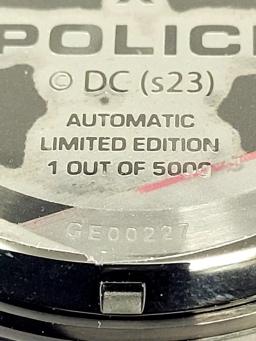 POLICE
© DC (s23)
AUTOMATIC
LIMITED EDITION
1 OUT OF 5000
GE00227